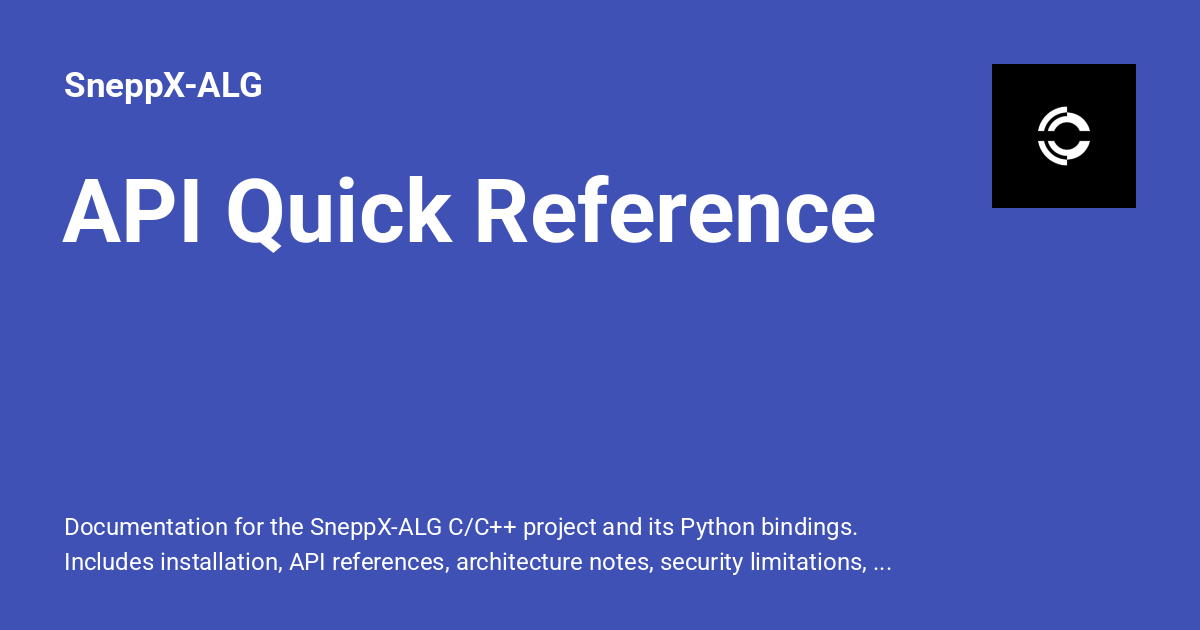 SneppX-ALG
API Quick Reference
Documentation for the SneppX-ALG C/C++ project and its Python bindings.
Includes installation, API references, architecture notes, security limitations, ...